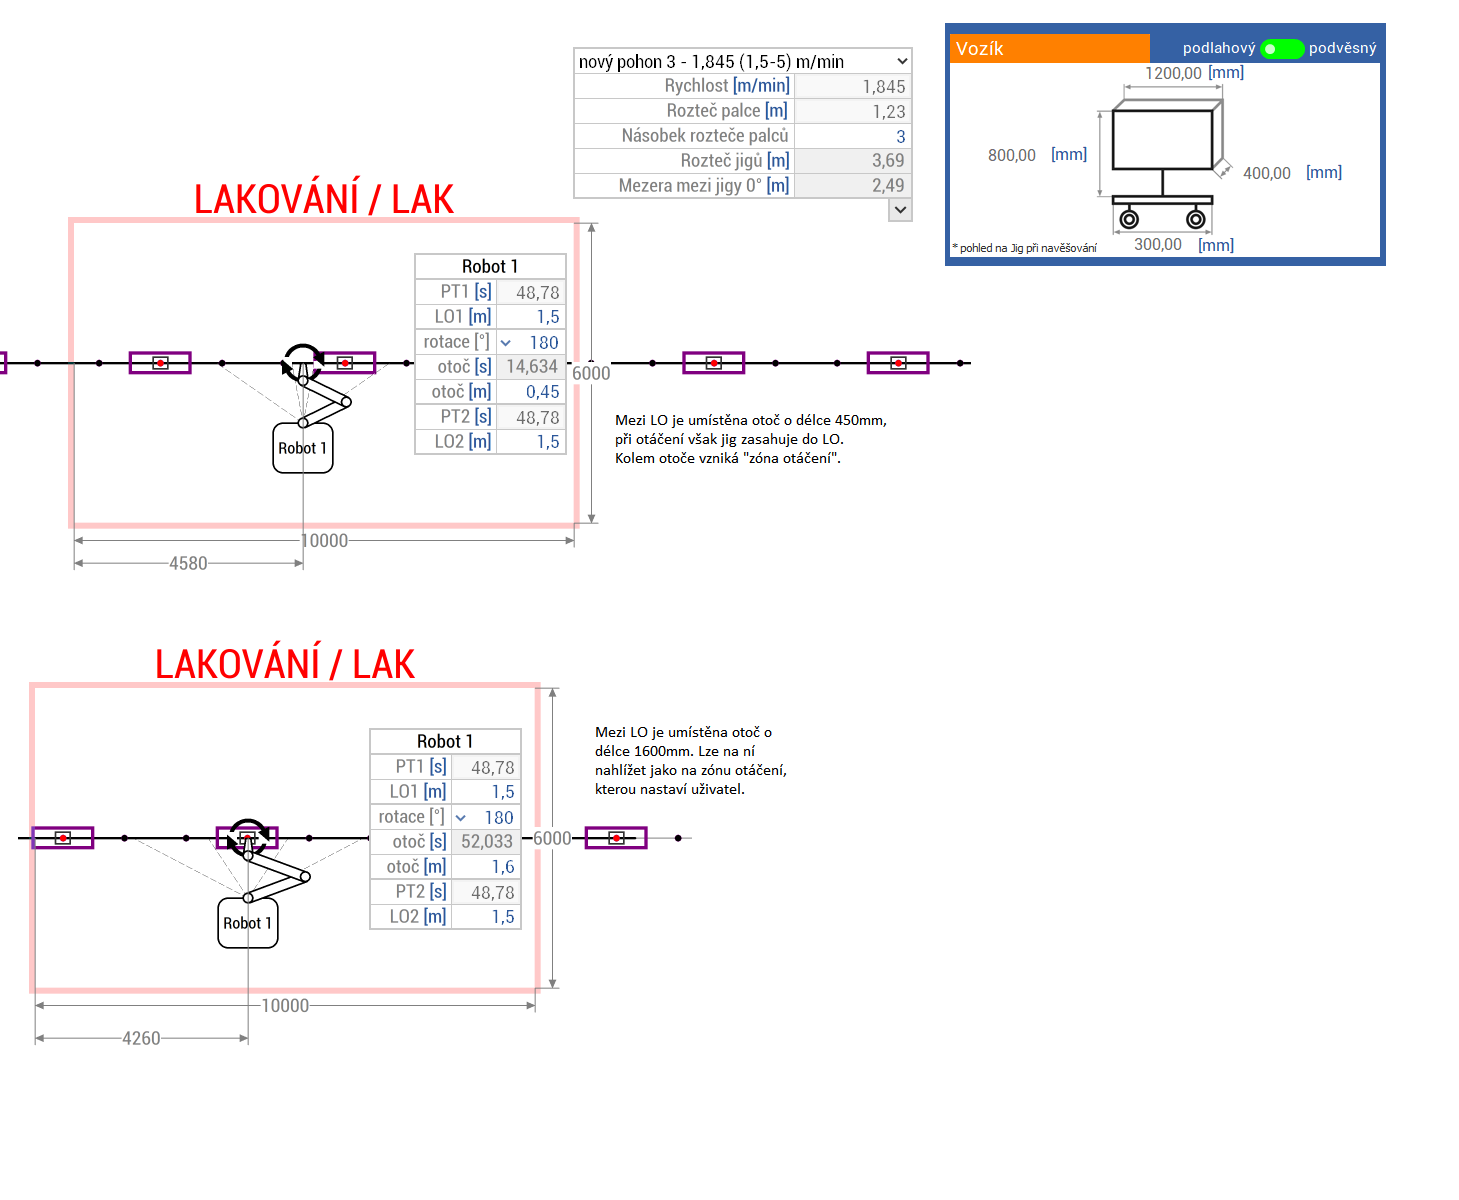 Vozík
podlahový podvěsný
1200,00 [mm]
800,00 [mm]
400,00 [mm]
300,00 [mm]
* pohled na Jig při navěšování
nový pohon 3 - 1,845 (1,5-5) m/min
Rychlost [m/min] 1,845
Rozteč palce [m] 1,23
Násobek rozteče palců 3
Rozteč jigů [m] 3,69
Mezera mezi jigy 0° [m] 2,49
LAKOVÁNÍ / LAK
Robot 1
PT1 [s] 48,78
LO1 [m] 1,5
rotace [°] 180
otoč [s] 14,634
otoč [m] 0,45
PT2 [s] 48,78
LO2 [m] 1,5
6000
Robot 1
10000
4580
Mezi LO je umístěna otoč o délce 450mm,
při otáčení však jig zasahuje do LO.
Kolem otoče vzniká "zóna otáčení".
LAKOVÁNÍ / LAK
Robot 1
PT1 [s] 48,78
LO1 [m] 1,5
rotace [°] 180
otoč [s] 52,033
otoč [m] 1,6
PT2 [s] 48,78
LO2 [m] 1,5
6000
Robot 1
10000
4260
Mezi LO je umístěna otoč o
délce 1600mm. Lze na ní
nahlížet jako na zónu otáčení,
kterou nastaví uživatel.